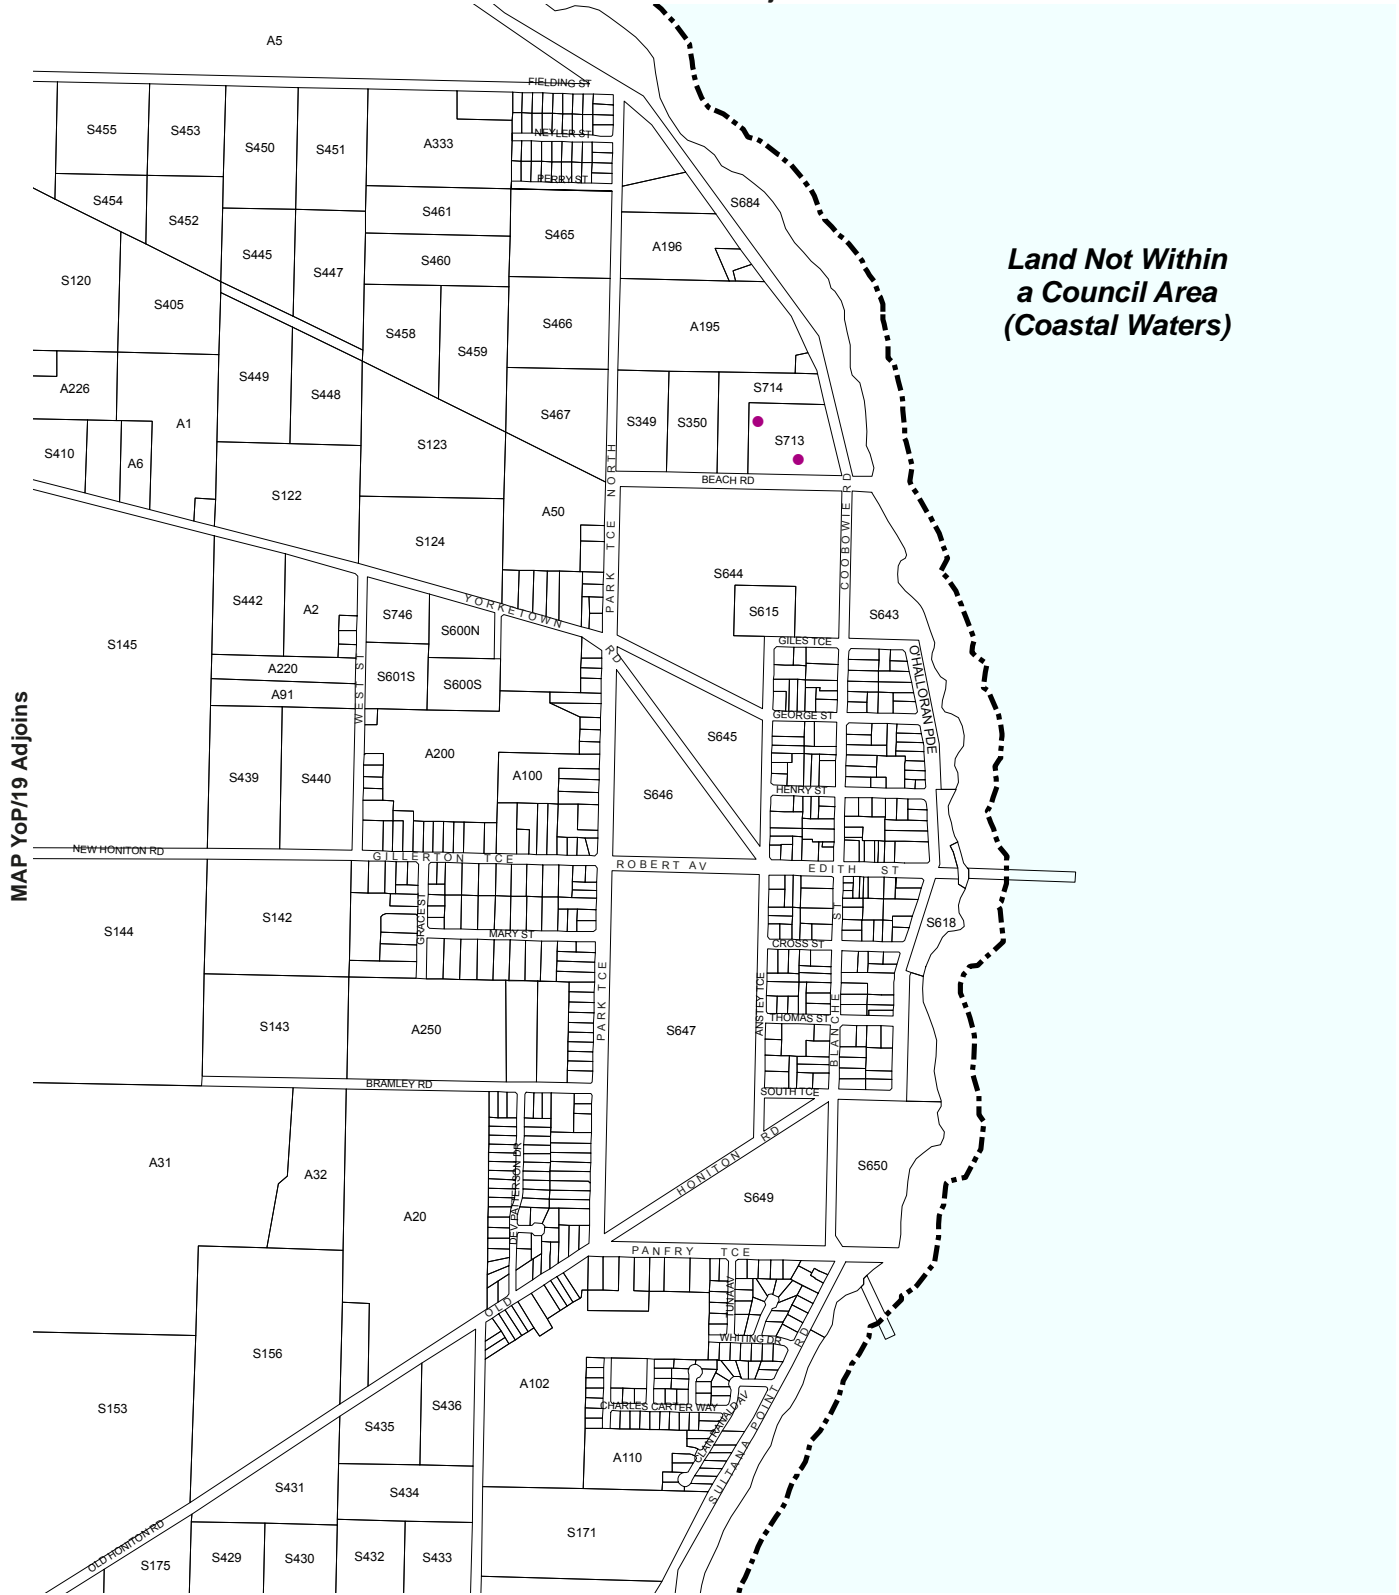 A5
FIELDING ST
S455
S453
S450
S451
A333
NEYLER ST
PERRY ST
S454
S452
S461
S465
S684
S445
S447
S460
A196
Land Not Within
a Council Area
(Coastal Waters)
S120
S405
S458
S459
S466
A195
A226
S449
S448
S467
S349
S350
S714
A1
S410
A6
S123
S713
S122
PARK TCE NORTH
BEACH RD
COOBOWIE RD
A50
S124
S644
S145
S442
A2
S746
S600N
YORKETOWN RD
S615
S643
GILES TCE
A220
A91
WEST ST
S601S
S600S
O'HALLORAN PDE
GEORGE ST
S645
S439
S440
A200
A100
S646
HENRY ST
MAP YoP/19 Adjoins
NEW HONITON RD
GILLERTON TCE
ROBERT AV
EDITH ST
S144
S142
GRACE ST
MARY ST
CROSS ST
S618
S143
A250
PARK TCE
S647
ANSTEY TCE
THOMAS ST
BLANCHE ST
BRAMLEY RD
SOUTH TCE
A31
A32
A20
DEV PATTERSON DR
HONITON RD
S649
S650
PANFRY TCE
OLD
TUNA AV
WHITING DR
S156
S153
S435
S436
A102
CHARLES CARTER WAY
CLAN RANALD AV
SULTANA POINT RD
A110
S431
S434
OLD HONITON RD
S175
S429
S430
S432
S433
S171